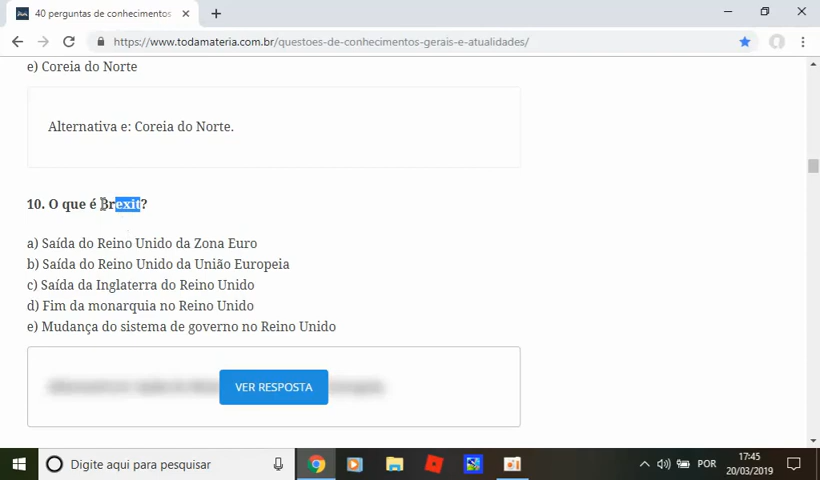 40 perguntas de conhecimentos
https://www.todamateria.com.br/questoes-de-conhecimentos-gerais-e-atualidades/
e) Coreia do Norte
Alternativa e: Coreia do Norte.
10. O que é Brexit?
a) Saída do Reino Unido da Zona Euro
b) Saída do Reino Unido da União Europeia
c) Saída da Inglaterra do Reino Unido
d) Fim da monarquia no Reino Unido
e) Mudança do sistema de governo no Reino Unido
VER RESPOSTA
Digite aqui para pesquisar
POR
17:45
20/03/2019